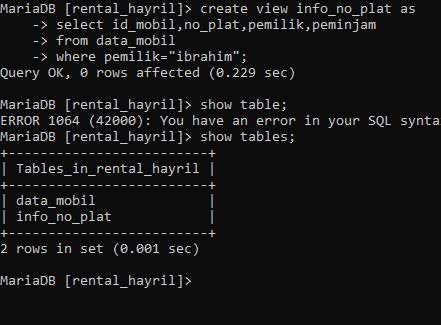 MariaDB [rental_hayril]> create view info_no_plat as
    -> select id_mobil,no_plat,pemilik,peminjam
    -> from data_mobil
    -> where pemilik="ibrahim";
Query OK, 0 rows affected (0.229 sec)

MariaDB [rental_hayril]> show table;
ERROR 1064 (42000): You have an error in your SQL synta
MariaDB [rental_hayril]> show tables;
+-------------------------+
| Tables_in_rental_hayril |
+-------------------------+
| data_mobil              |
| info_no_plat            |
+-------------------------+
2 rows in set (0.001 sec)

MariaDB [rental_hayril]>